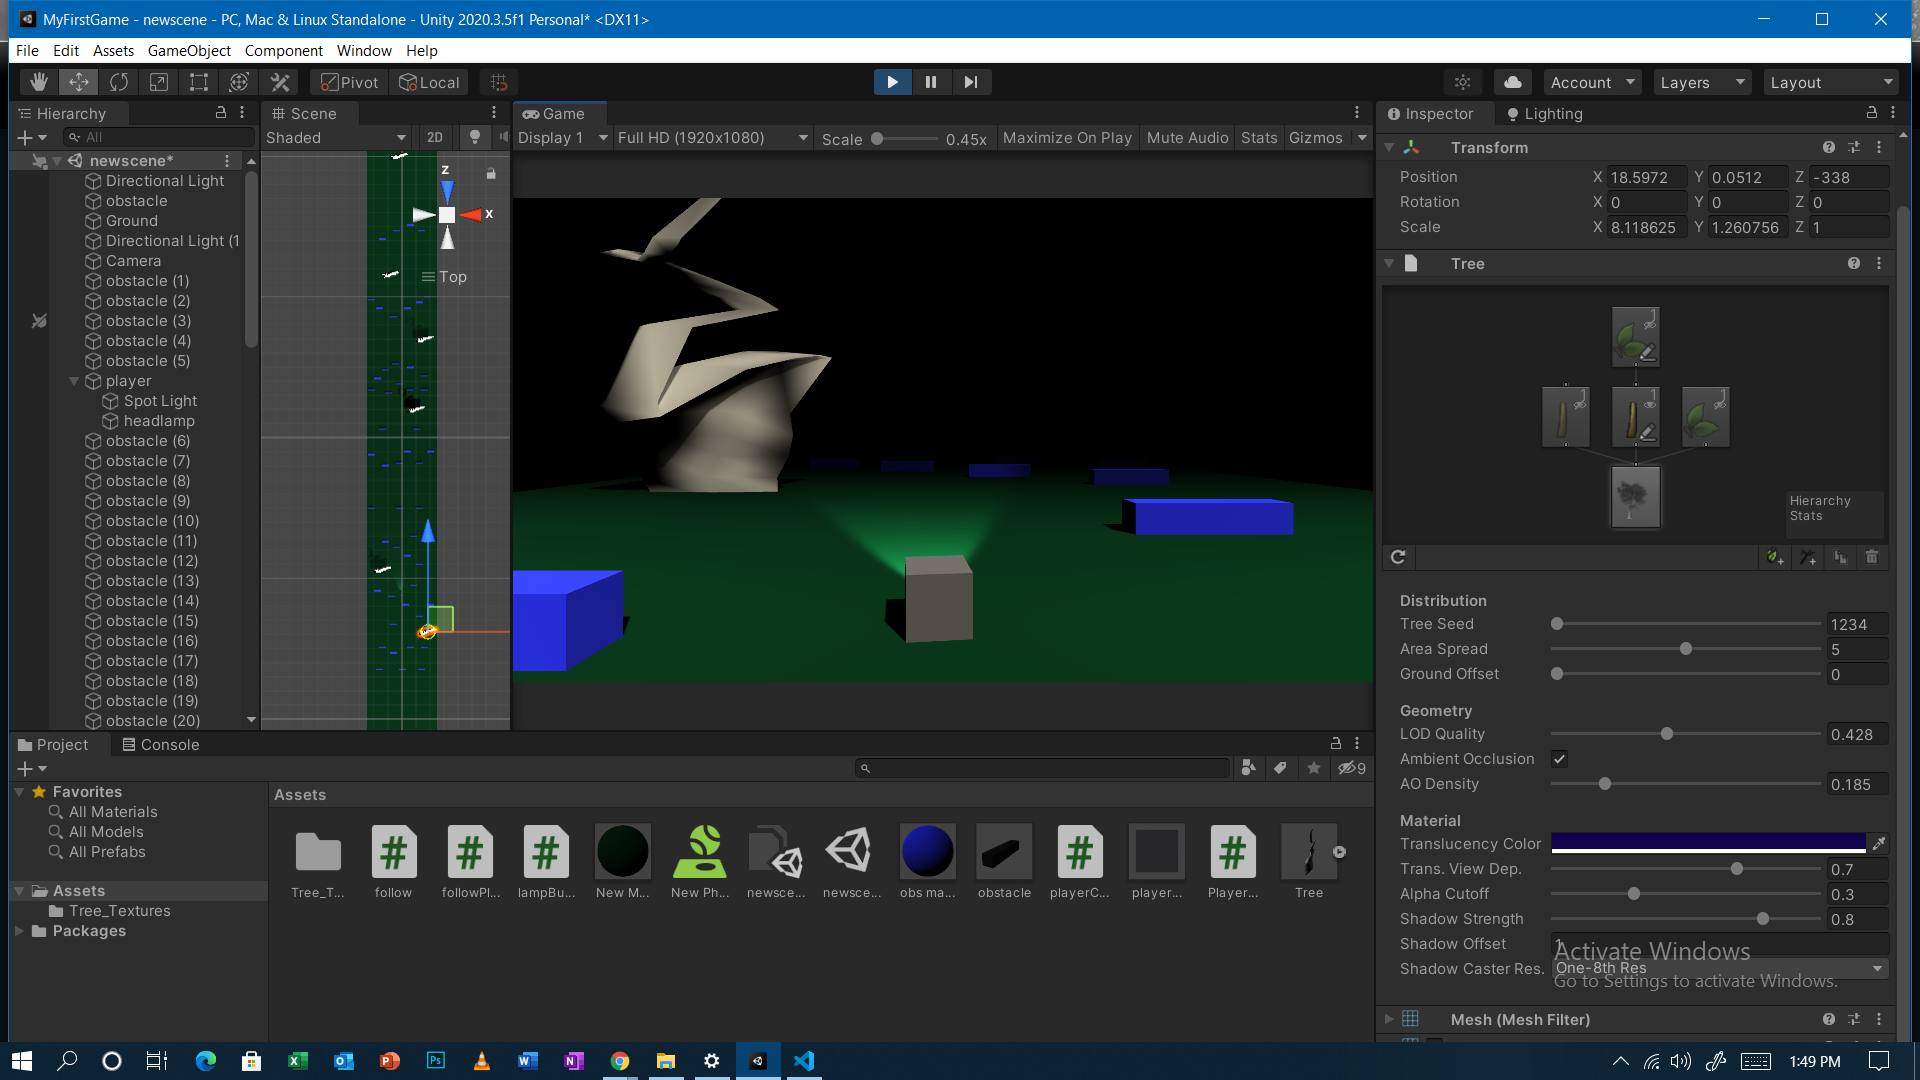 MyFirstGame - newscene - PC, Mac & Linux Standalone - Unity 2020.3.5f1 Personal* <DX11>
File Edit Assets GameObject Component Window Help
Pivot Local Account Layers Layout
Hierarchy
All
newscene*
Directional Light
obstacle
Ground
Directional Light (1
Camera
obstacle (1)
obstacle (2)
obstacle (3)
obstacle (4)
obstacle (5)
player
Spot Light
headlamp
obstacle (6)
obstacle (7)
obstacle (8)
obstacle (9)
obstacle (10)
obstacle (11)
obstacle (12)
obstacle (13)
obstacle (14)
obstacle (15)
obstacle (16)
obstacle (17)
obstacle (18)
obstacle (19)
obstacle (20)
Scene
Shaded 2D
z
x
Top
Game
Display 1 Full HD (1920x1080) Scale 0.45x Maximize On Play Mute Audio Stats Gizmos
Inspector Lighting
Transform
Position X 18.5972 Y 0.0512 Z -338
Rotation X 0 Y 0 Z 0
Scale X 8.118625 Y 1.260756 Z 1
Tree
1
1 1 1
Hierarchy
Stats
Distribution
Tree Seed 1234
Area Spread 5
Ground Offset 0
Geometry
LOD Quality 0.428
Ambient Occlusion
AO Density 0.185
Material
Translucency Color
Trans. View Dep. 0.7
Alpha Cutoff 0.3
Shadow Strength 0.8
Shadow Offset 1
Shadow Caster Res. One-8th Res
Activate Windows
Go to Settings to activate Windows.
Mesh (Mesh Filter)
Project Console
9
Favorites
All Materials
All Models
All Prefabs
Assets
Tree_Textures
Packages
Assets
Tree_T... follow followPl... lampBu... New M... New Ph... newsce... newsce... obs ma... obstacle playerC... player... Player... Tree
1:49 PM